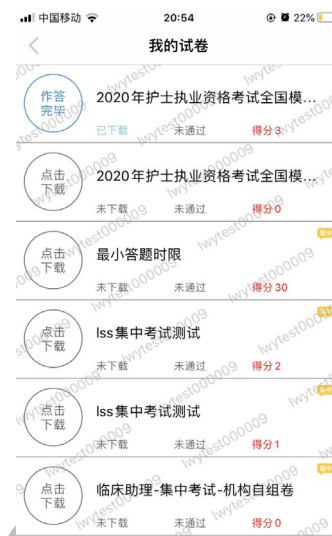 中国移动 20:54 22%
我的试卷
作答
完毕
2020年护士执业资格考试全国模...
已下载 未通过 得分3
点击
下载
2020年护士执业资格考试全国模...
未下载 未通过 得分0
点击
下载
最小答题时限
未下载 未通过 得分30
点击
下载
lss集中考试测试
未下载 未通过 得分2
点击
下载
lss集中考试测试
未下载 未通过 得分1
点击
下载
临床助理-集中考试-机构自组卷
未下载 未通过 得分0
lwytest000009